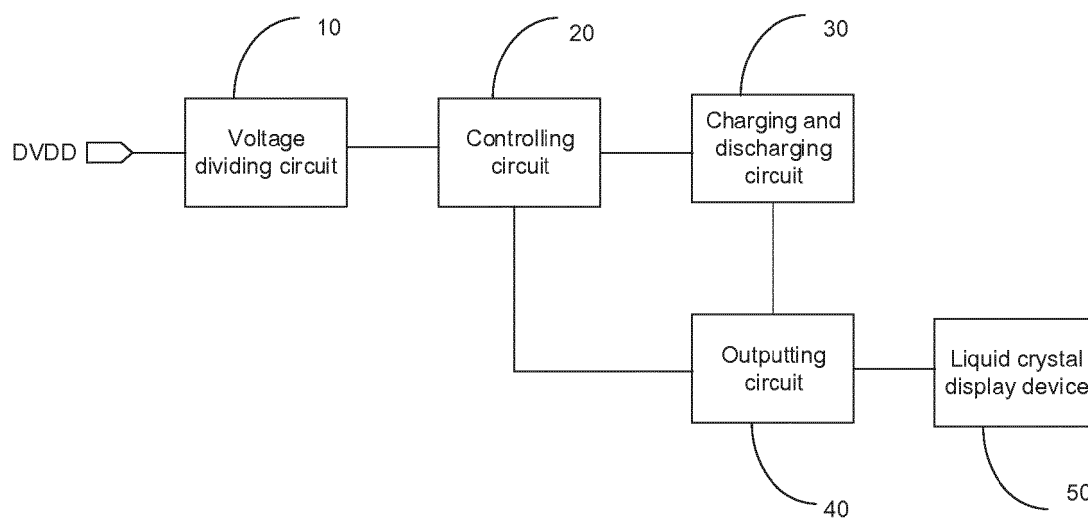 10
20
30
DVDD
Voltage
dividing circuit
Controlling
circuit
Charging and
discharging
circuit
Outputting
circuit
Liquid crystal
display device
40
50